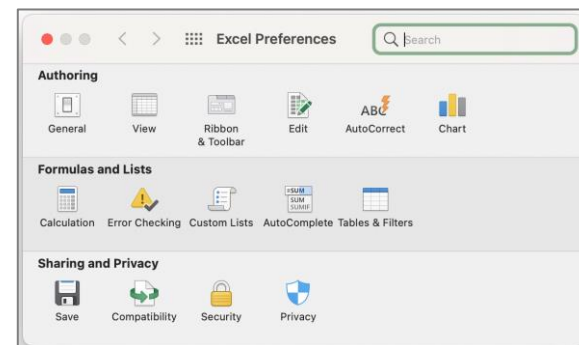 Excel Preferences
Search
Authoring
General View Ribbon & Toolbar Edit AutoCorrect Chart
ABC
Formulas and Lists
=SUM
SUM
SUMIF
Calculation Error Checking Custom Lists AutoComplete Tables & Filters
Sharing and Privacy
Save Compatibility Security Privacy